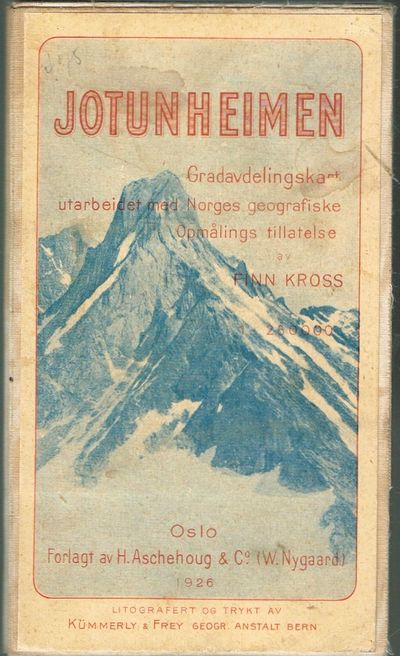 JOTUNHEIMEN
Gradavdelingskart
utarbeidet med Norges geografiske
Opmålings tillatelse
av
FINN KROSS
Oslo
Forlagt av H. Aschehoug & Co. (W. Nygaard)
1926
LITOGRAFERT OG TRYKT AV
KÜMMERLY & FREY GEOGR. ANSTALT BERN